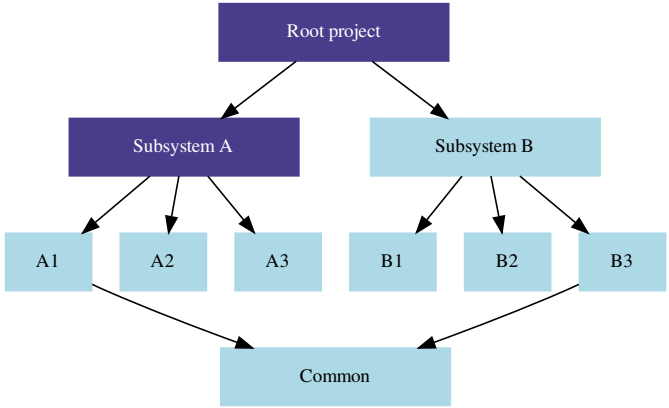 Root project
Subsystem A
Subsystem B
A1
A2
A3
B1
B2
B3
Common